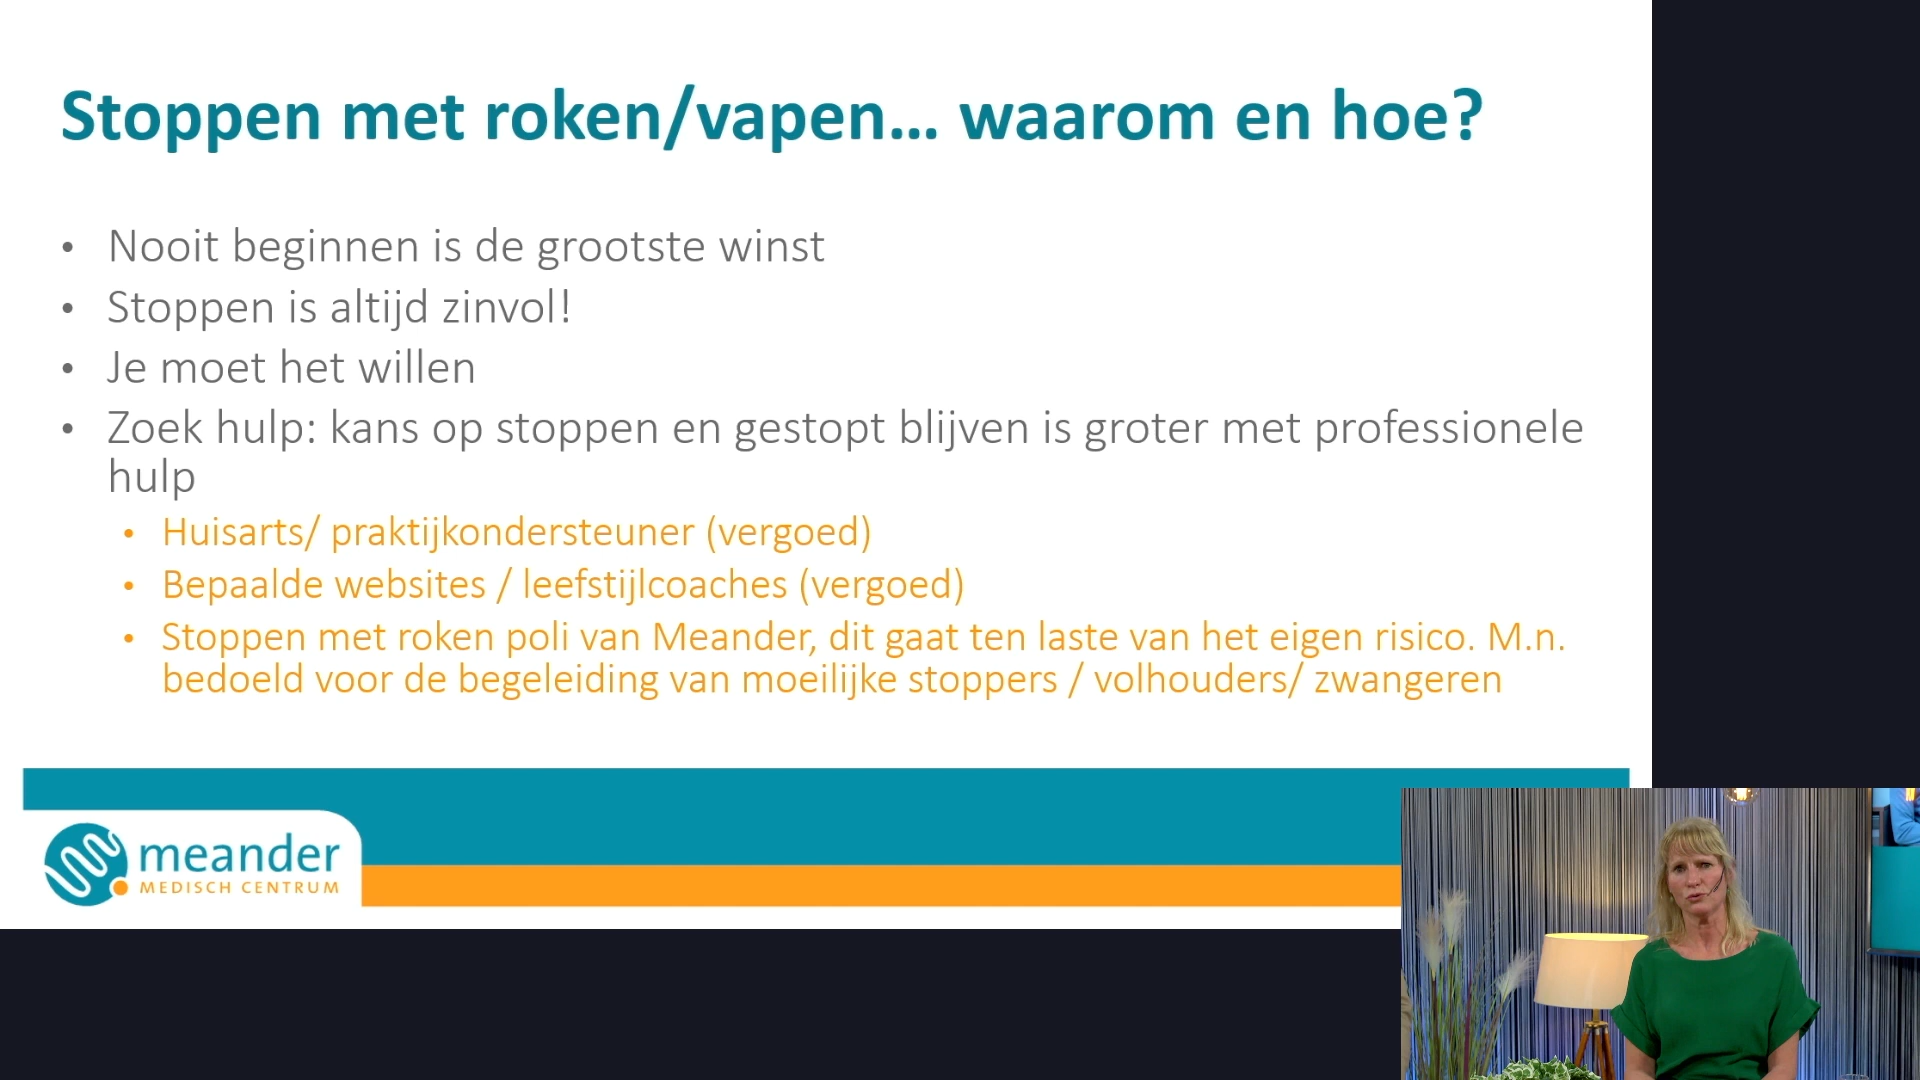 Stoppen met roken/vapen... waarom en hoe?
• Nooit beginnen is de grootste winst
• Stoppen is altijd zinvol!
• Je moet het willen
• Zoek hulp: kans op stoppen en gestopt blijven is groter met professionele
hulp
• Huisarts/ praktijkondersteuner (vergoed)
• Bepaalde websites / leefstijlcoaches (vergoed)
• Stoppen met roken poli van Meander, dit gaat ten laste van het eigen risico. M.n.
bedoeld voor de begeleiding van moeilijke stoppers / volhouders/ zwangeren
meander
MEDISCH CENTRUM